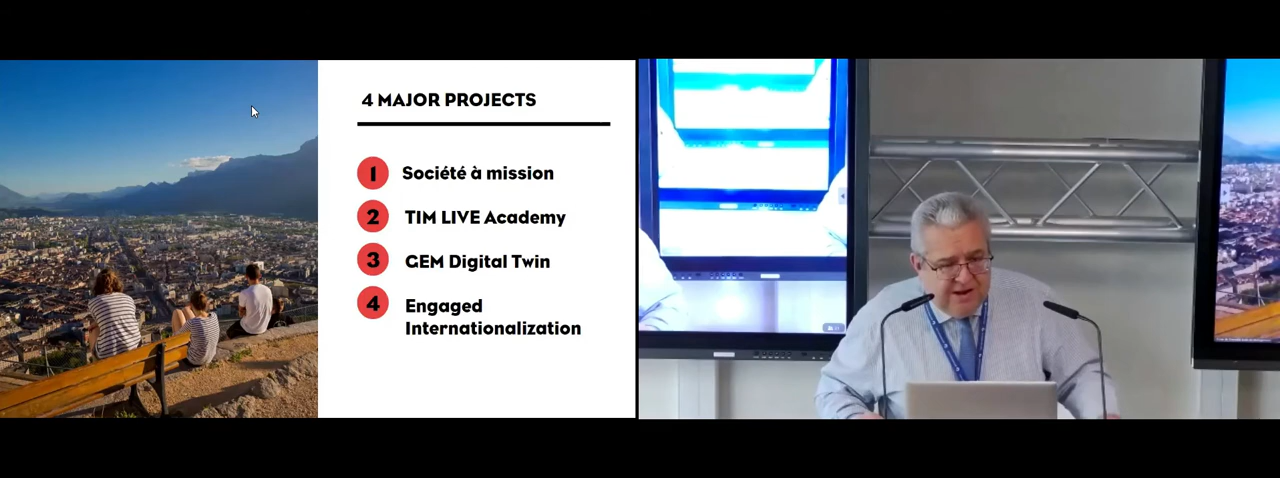 4 MAJOR PROJECTS
1 Société à mission
2 TIM LIVE Academy
3 GEM Digital Twin
4 Engaged
Internationalization